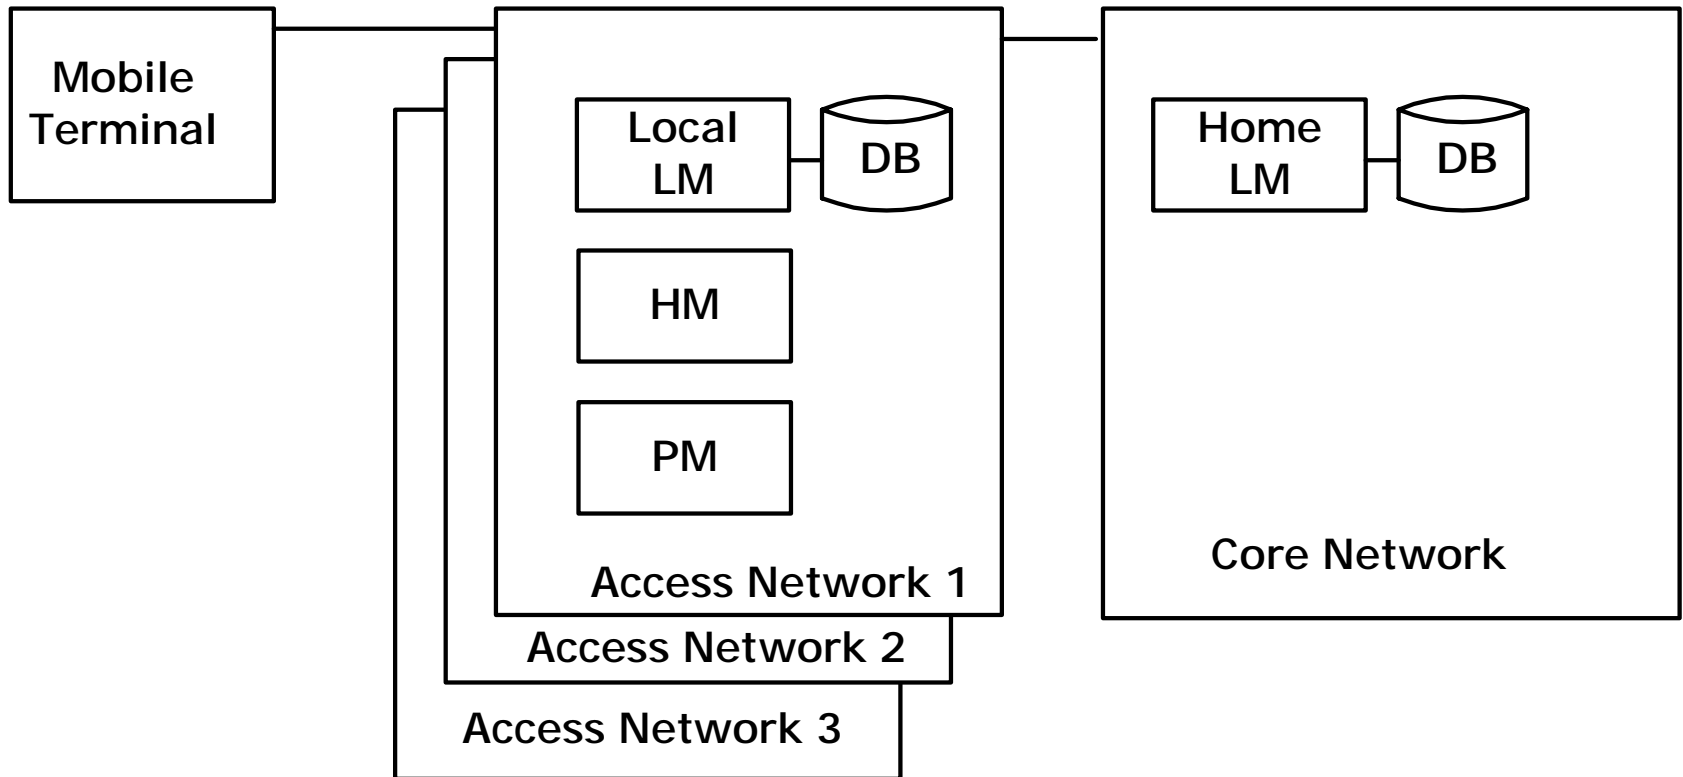 Mobile
Terminal
Local
LM
DB
HM
PM
Access Network 1
Access Network 2
Access Network 3
Home
LM
DB
Core Network